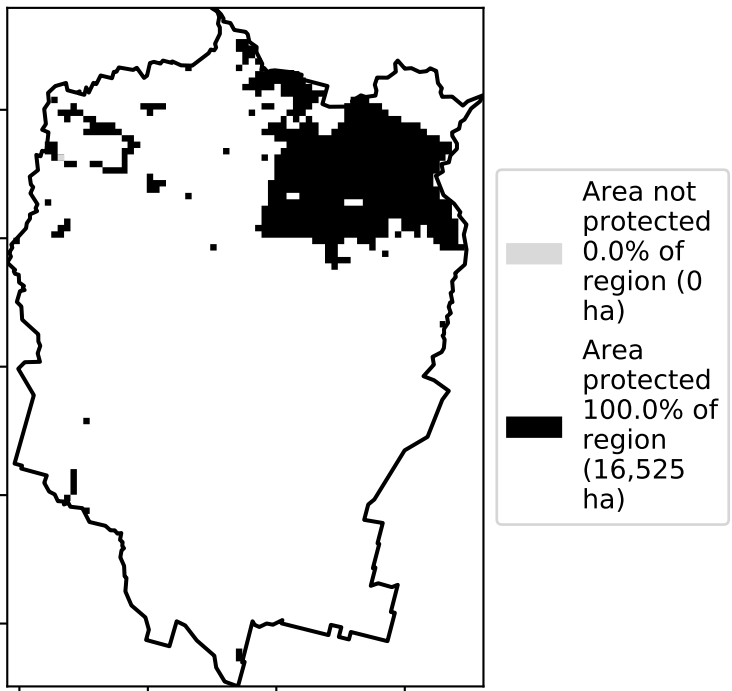 Area not
protected
0.0% of
region (0
ha)
Area
protected
100.0% of
region
(16,525
ha)